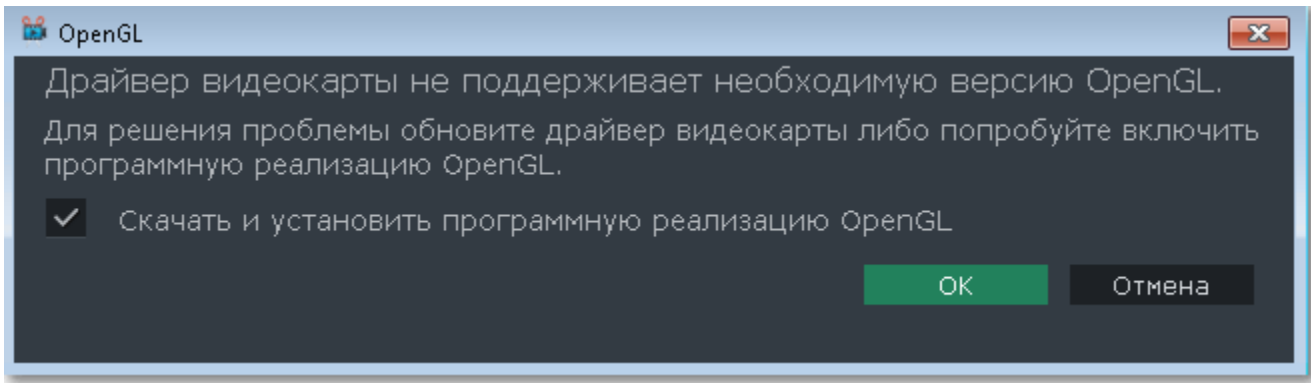 OpenGL
Драйвер видеокарты не поддерживает необходимую версию OpenGL.
Для решения проблемы обновите драйвер видеокарты либо попробуйте включить
программную реализацию OpenGL.
Скачать и установить программную реализацию OpenGL
OK
Отмена